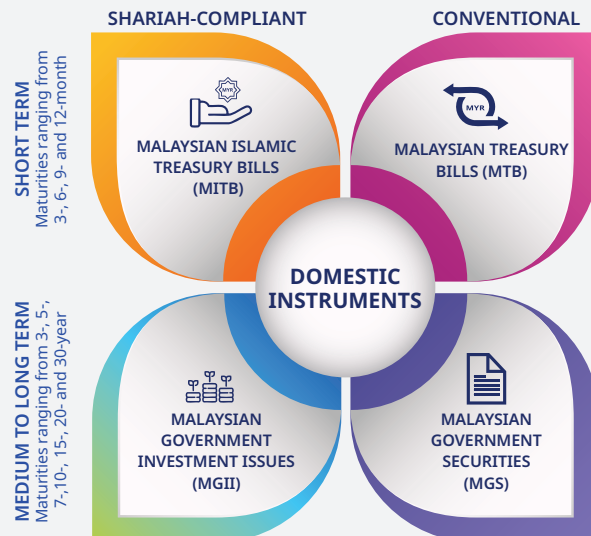 SHARIAH-COMPLIANT
CONVENTIONAL
SHORT TERM
Maturities ranging from
3-, 6-, 9- and 12-month
MYR
MALAYSIAN ISLAMIC
TREASURY BILLS
(MITB)
MYR
MALAYSIAN TREASURY
BILLS (MTB)
DOMESTIC
INSTRUMENTS
MEDIUM TO LONG TERM
Maturities ranging from 3-, 5-,
7-,10-, 15-, 20- and 30-year
MALAYSIAN
GOVERNMENT
INVESTMENT ISSUES
(MGII)
MALAYSIAN
GOVERNMENT
SECURITIES
(MGS)